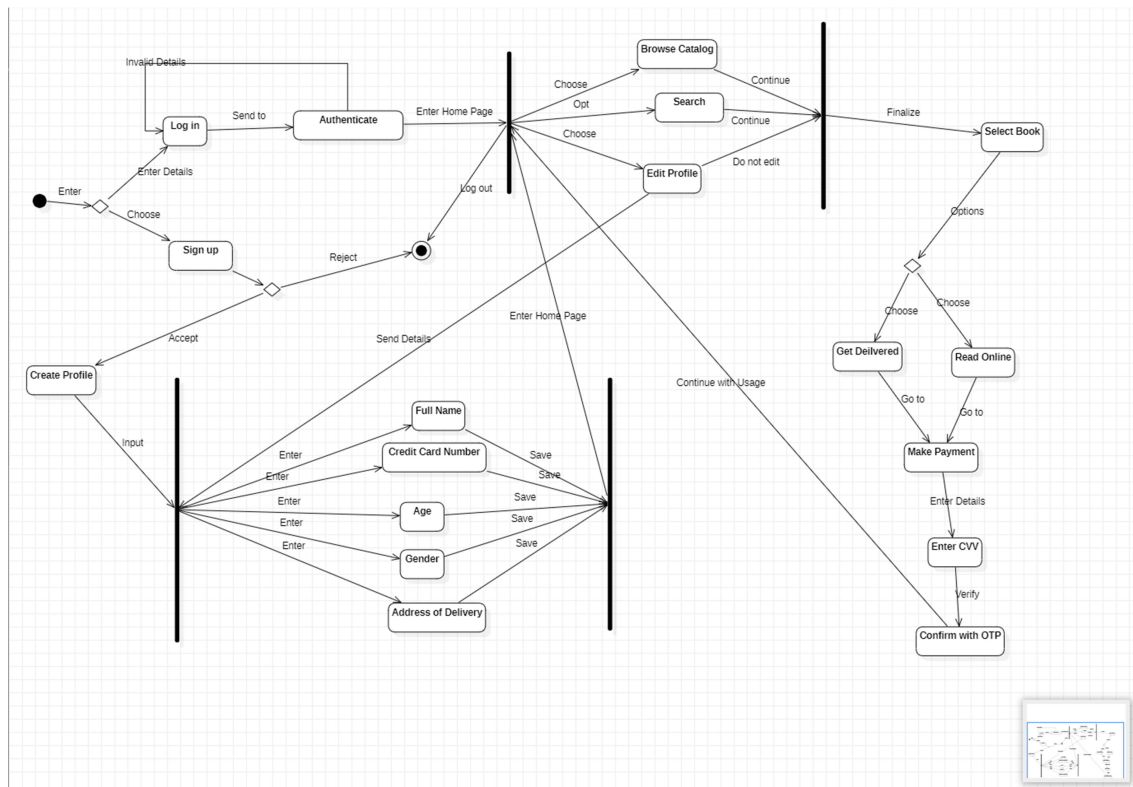 Browse Catalog
Invalid Details
Choose
Continue
Search
Opt
Enter Home Page
Send to
Authenticate
Log in
Finalize
Continue
Select Book
Choose
Do not edit
Enter Details
Edit Profile
Enter
Log out
Choose
Options
Sign up
Reject
Choose
Choose
Enter Home Page
Accept
Send Details
Get Deilvered
Read Online
Create Profile
Continue with Usage
Go to
Go to
Full Name
Input
Credit Card Number
Enter
Save
Make Payment
Enter
Save
Enter
Save
Enter Details
Age
Enter
Save
Enter
Save
Enter CVV
Gender
Verify
Address of Delivery
Confirm with OTP